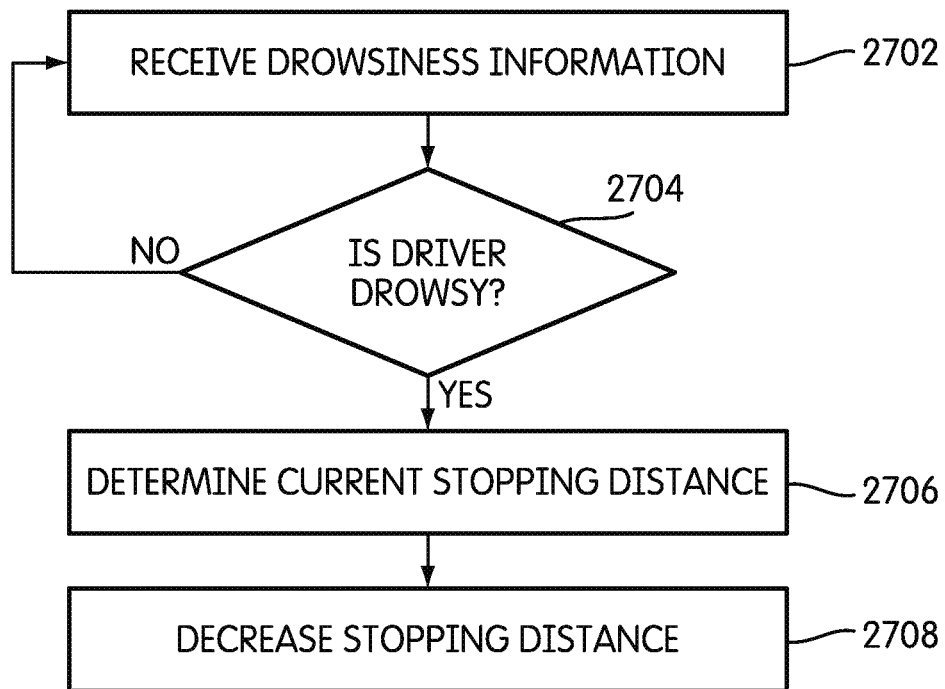 RECEIVE DROWSINESS INFORMATION
2702
2704
IS DRIVER
DROWSY?
NO
YES
DETERMINE CURRENT STOPPING DISTANCE
2706
DECREASE STOPPING DISTANCE
2708